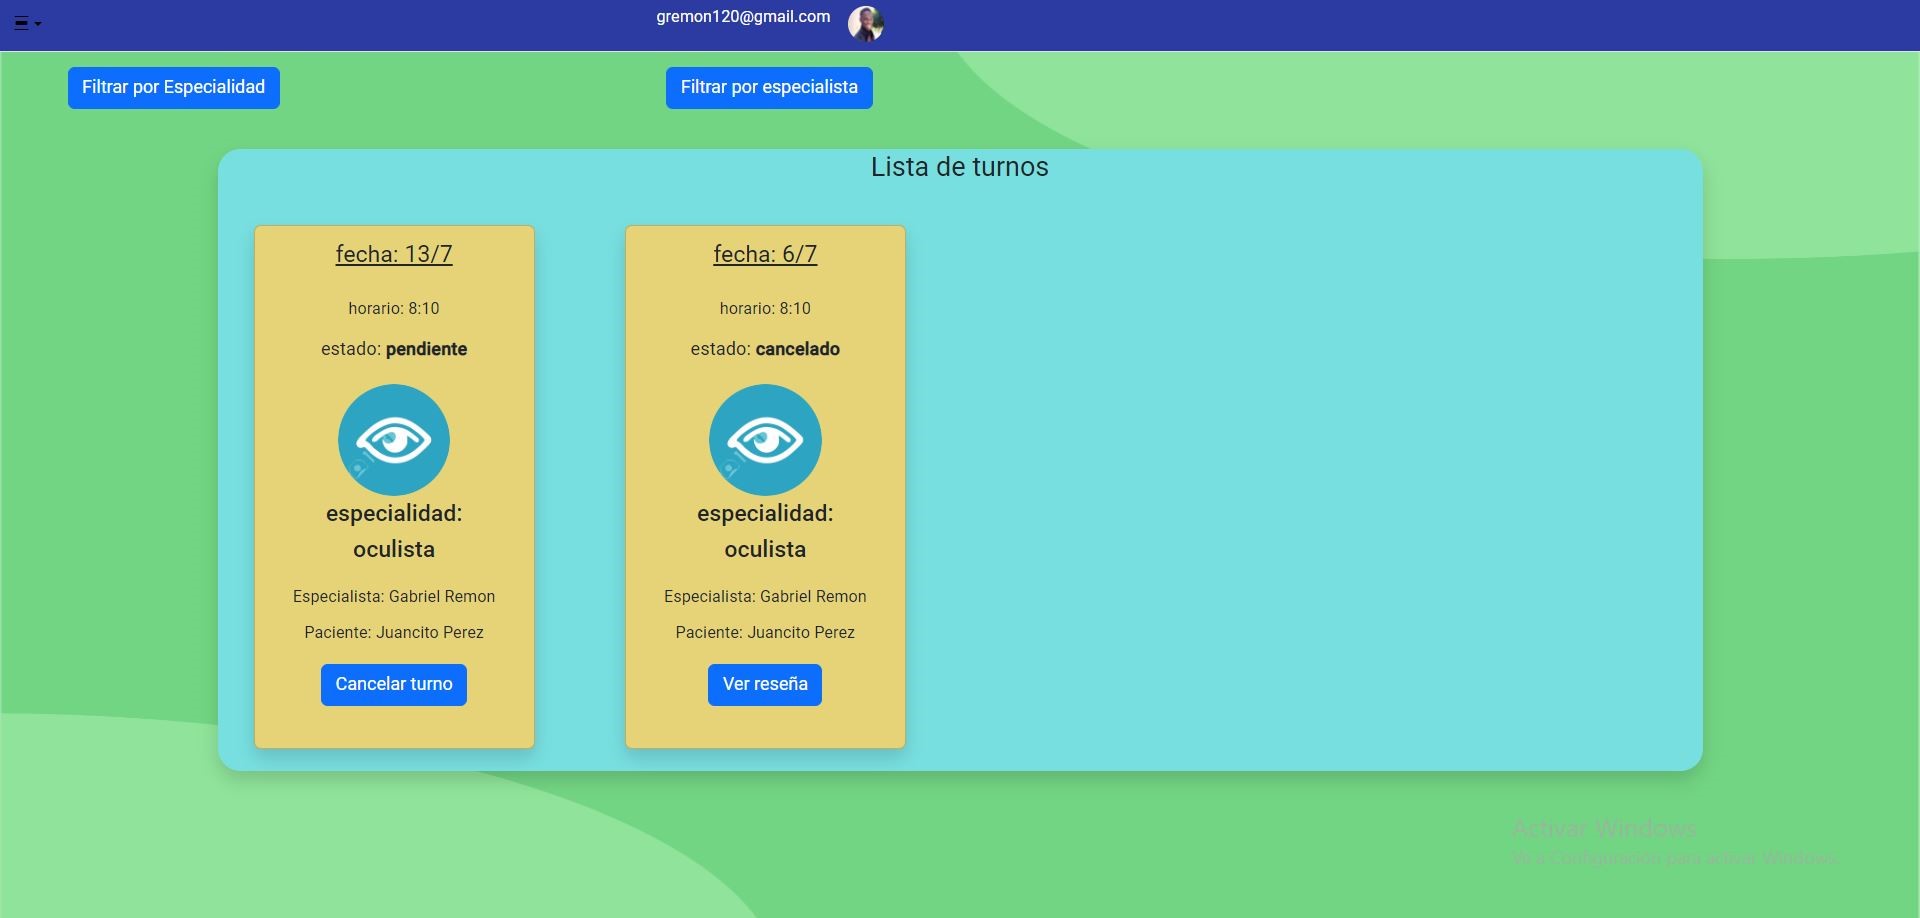 gremon120@gmail.com
Filtrar por Especialidad
Filtrar por especialista
Lista de turnos
fecha: 13/7
horario: 8:10
estado: pendiente
especialidad:
oculista
Especialista: Gabriel Remon
Paciente: Juancito Perez
Cancelar turno
fecha: 6/7
horario: 8:10
estado: cancelado
especialidad:
oculista
Especialista: Gabriel Remon
Paciente: Juancito Perez
Ver reseña
Activar Windows
Ve a Configuración para activar Windows.